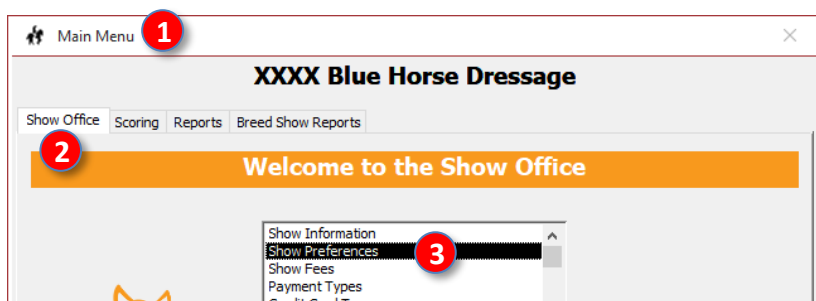 Main Menu 1
XXXX Blue Horse Dressage
Show Office Scoring Reports Breed Show Reports
2
Welcome to the Show Office
Show Information
Show Preferences 3
Show Fees
Payment Types